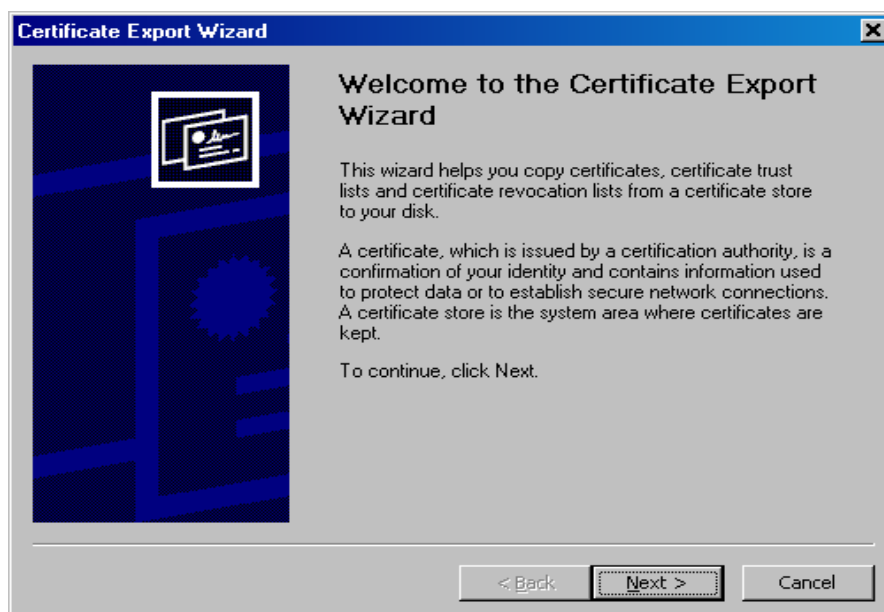 Certificate Export Wizard
Welcome to the Certificate Export
Wizard
This wizard helps you copy certificates, certificate trust
lists and certificate revocation lists from a certificate store
to your disk.
A certificate, which is issued by a certification authority, is a
confirmation of your identity and contains information used
to protect data or to establish secure network connections.
A certificate store is the system area where certificates are
kept.
To continue, click Next.
< Back
Next >
Cancel